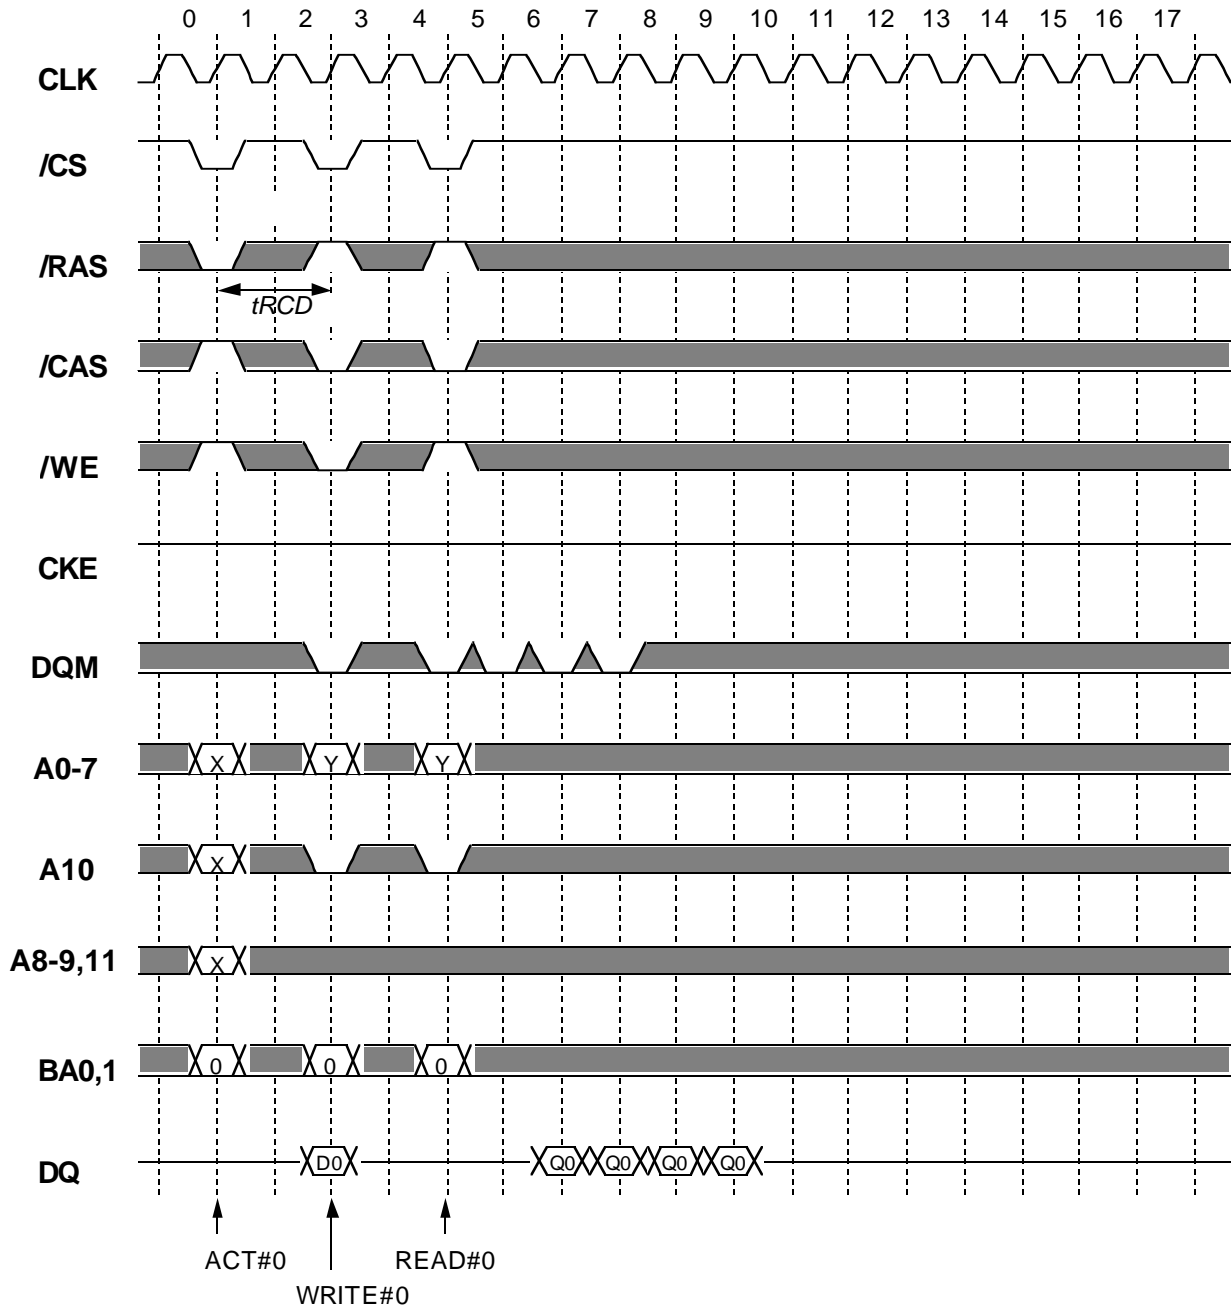 0 1 2 3 4 5 6 7 8 9 10 11 12 13 14 15 16 17
CLK
/CS
/RAS
tRCD
/CAS
/WE
CKE
DQM
A0-7 X Y Y
A10 X
A8-9,11 X
BA0,1 0 0 0
DQ D0 Q0 Q0 Q0 Q0
ACT#0 READ#0
WRITE#0